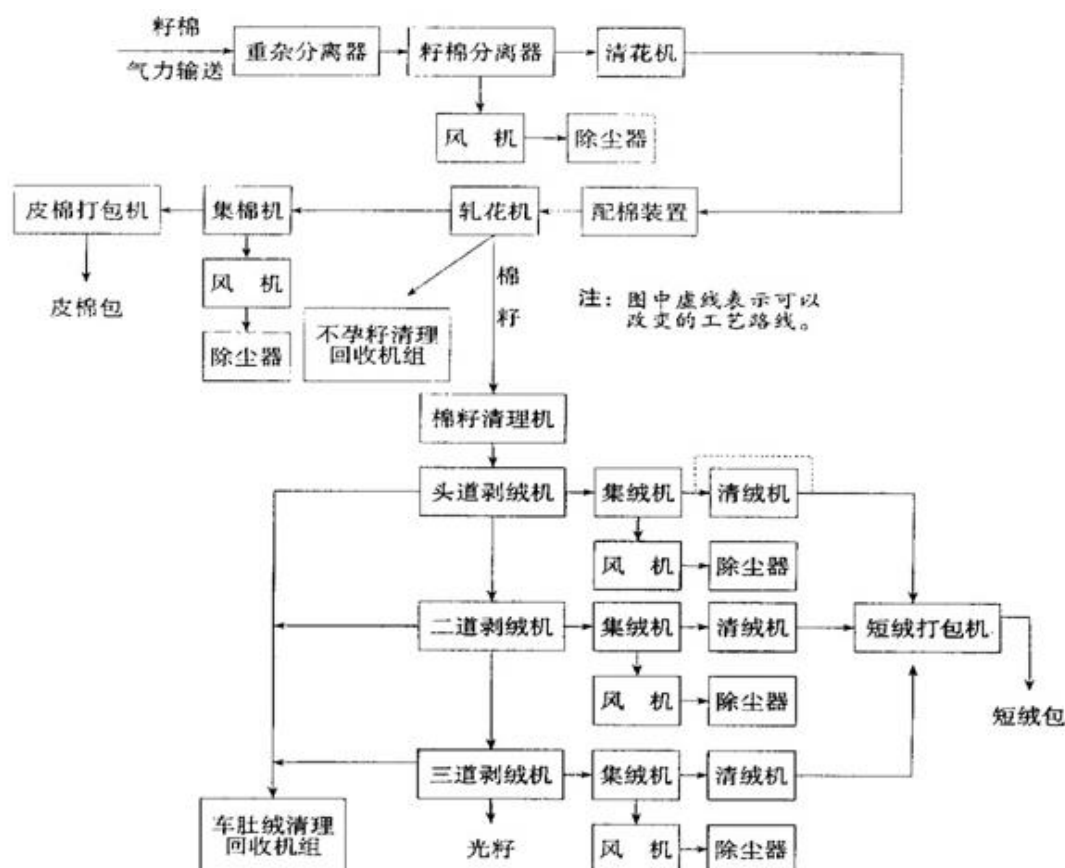 籽棉
气力输送
重杂分离器
籽棉分离器
清花机
风 机
除尘器
皮棉打包机
集棉机
轧花机
配棉装置
皮棉包
风 机
除尘器
不孕籽清理
回收机组
棉
籽
注：图中虚线表示可以
改变的工艺路线。
棉籽清理机
头道剥绒机
集绒机
清绒机
风 机
除尘器
二道剥绒机
集绒机
清绒机
短绒打包机
风 机
除尘器
短绒包
三道剥绒机
集绒机
清绒机
车肚绒清理
回收机组
光籽
风 机
除尘器